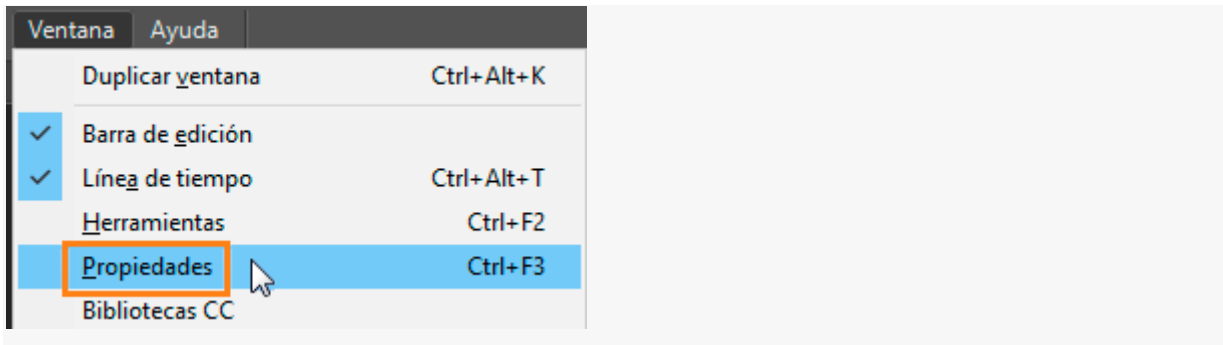 Ventana Ayuda
Duplicar ventana Ctrl+Alt+K
Barra de edición
Línea de tiempo Ctrl+Alt+T
Herramientas Ctrl+F2
Propiedades Ctrl+F3
Bibliotecas CC